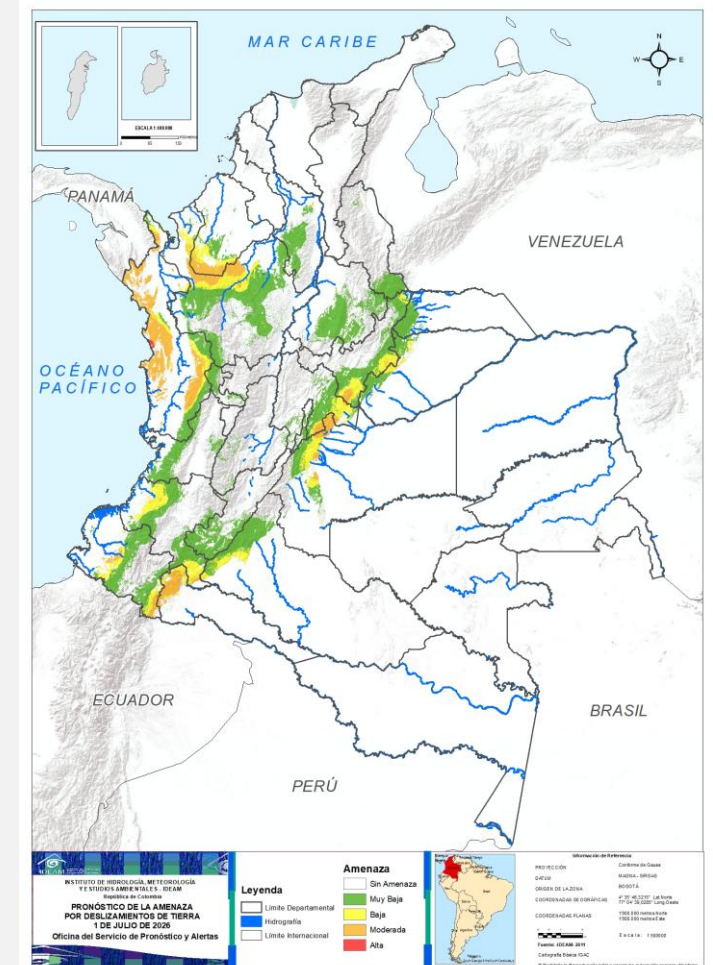 MAR CARIBE
N
W
E
S
PANAMÁ
VENEZUELA
OCÉANO
PACÍFICO
ECUADOR
BRASIL
PERÚ
IDEAM
INSTITUTO DE HIDROLOGÍA, METEOROLOGÍA
Y ESTUDIOS AMBIENTALES - IDEAM
República de Colombia
PRONÓSTICO DE LA AMENAZA
POR DESLIZAMIENTOS DE TIERRA
1 DE JULIO DE 2026
Oficina del Servicio de Pronóstico y Alertas
Leyenda
Límite Departamental
Hidrografía
Límite Internacional
Amenaza
Sin Amenaza
Muy Baja
Baja
Moderada
Alta
Información de Referencia
PROYECCIÓN
Conforme de Gauss
DATUM
MAGNA - SIRGAS
ORIGEN DE LA ZONA
BOGOTÁ
COORDENADAS GEOGRÁFICAS
COORDENADAS PLANAS
Fuente: IDEAM 2011
Cartografía Básica IGAC